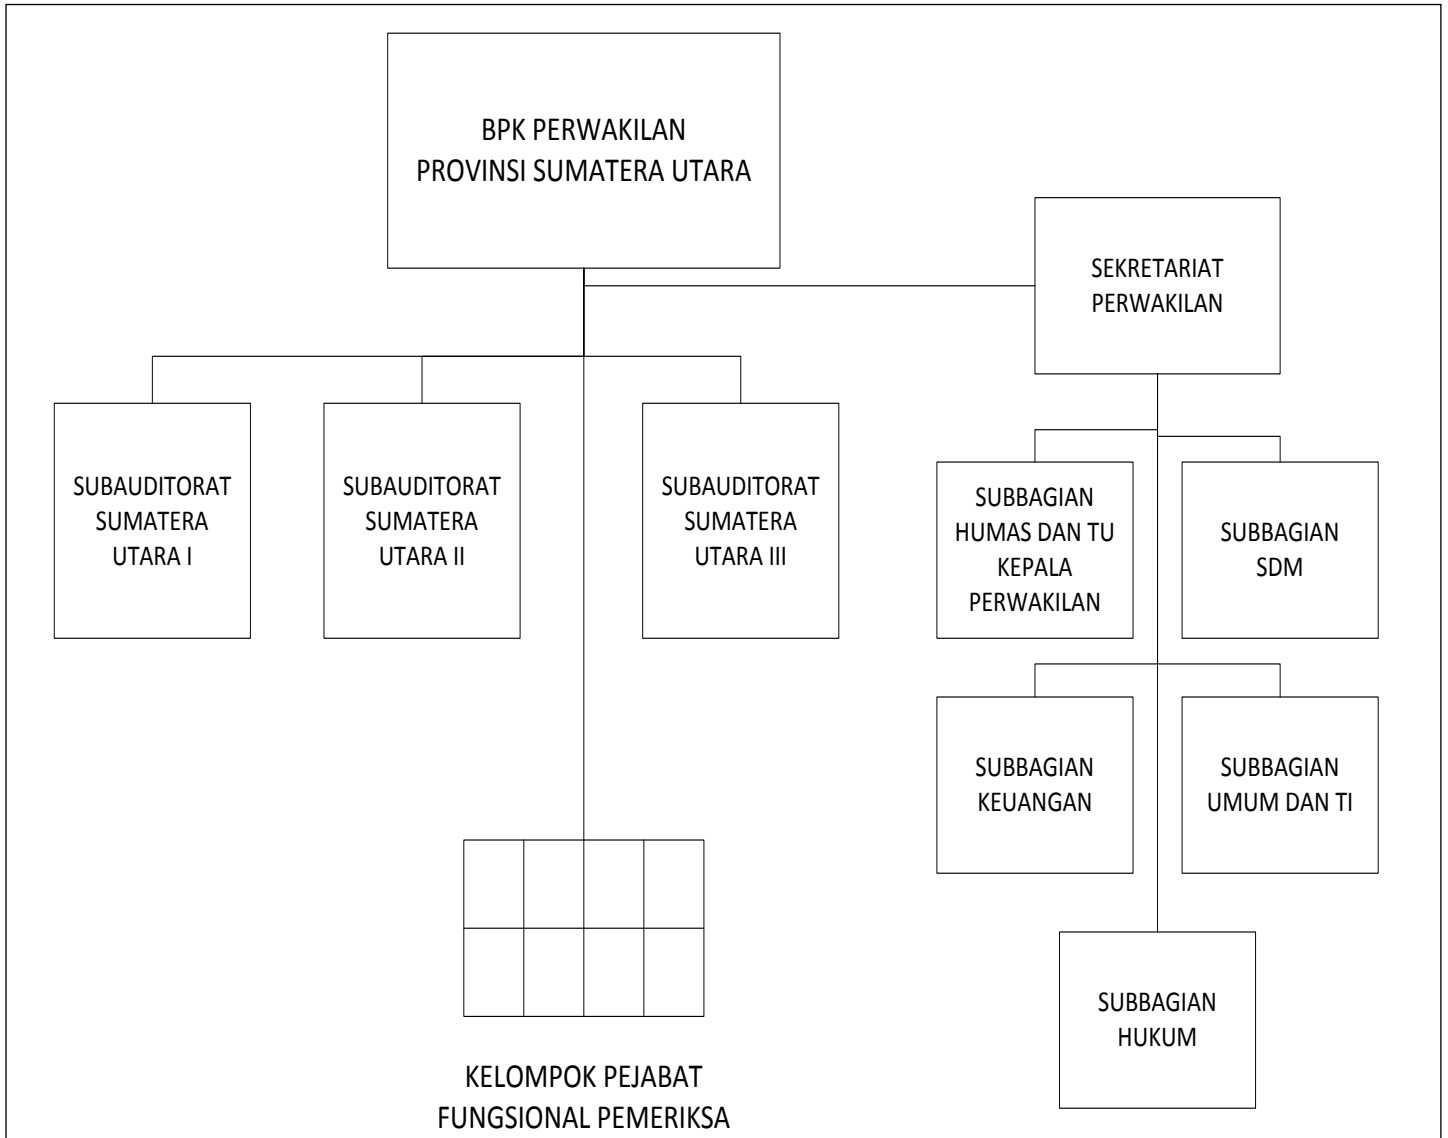 BPK PERWAKILAN
PROVINSI SUMATERA UTARA
SEKRETARIAT
PERWAKILAN
SUBAUDITORAT
SUMATERA
UTARA I
SUBAUDITORAT
SUMATERA
UTARA II
SUBAUDITORAT
SUMATERA
UTARA III
SUBBAGIAN
HUMAS DAN TU
KEPALA
PERWAKILAN
SUBBAGIAN
SDM
SUBBAGIAN
KEUANGAN
SUBBAGIAN
UMUM DAN TI
SUBBAGIAN
HUKUM
KELOMPOK PEJABAT
FUNGSIONAL PEMERIKSA